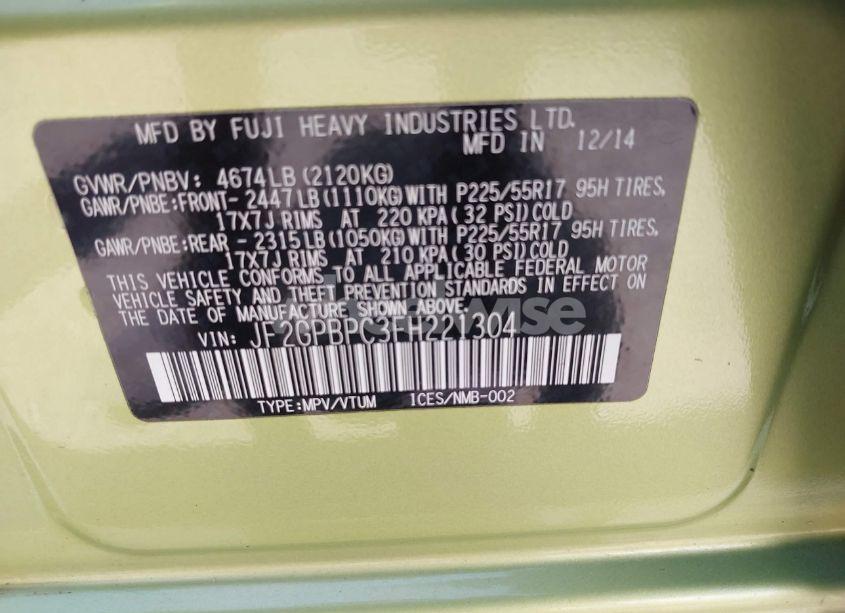 MFD BY FUJI HEAVY INDUSTRIES LTD.
MFD IN 12/14
GVWR/PNBV: 4674LB(2120KG)
GAWR/PNBE:FRONT-2447LB(1110KG)WITH P225/55R17 95H TIRES,
17X7J RIMS AT 220 KPA(32 PSI)COLD
GAWR/PNBE:REAR -2315LB(1050KG)WITH P225/55R17 95H TIRES,
17X7J RIMS AT 210 KPA(30 PSI)COLD
THIS VEHICLE CONFORMS TO ALL APPLICABLE FEDERAL MOTOR
VEHICLE SAFETY AND THEFT PREVENTION STANDARDS IN EFFECT ON
THE DATE OF MANUFACTURE SHOWN ABOVE.
VIN: JF2GPBPC3FH221304
TYPE:MPV/VTUM ICES/NMB-002